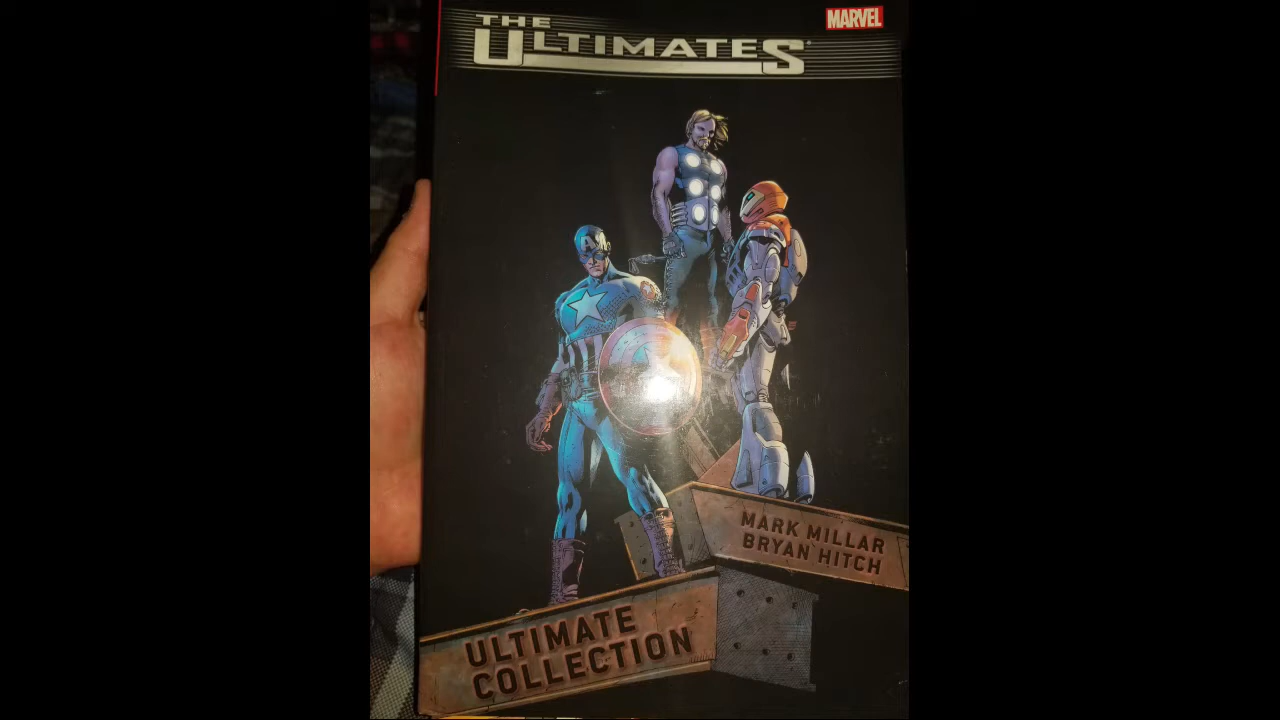 THE
ULTIMATES
MARVEL
A
MARK MILLAR
BRYAN HITCH
ULTIMATE
COLLECTION